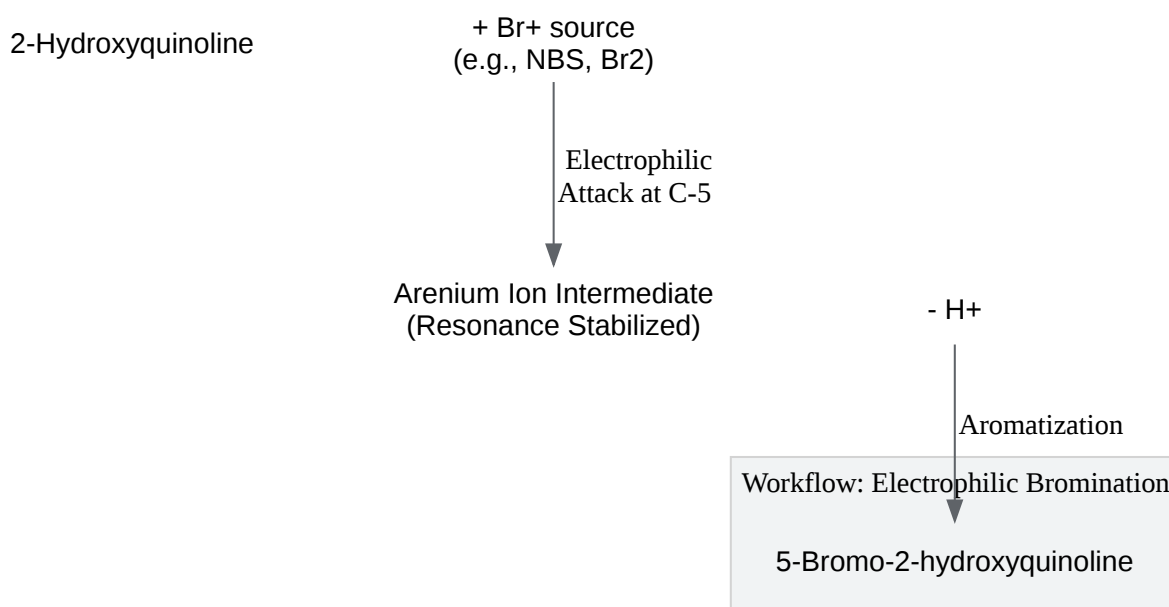 2-Hydroxyquinoline
+ Br+ source
(e.g., NBS, Br2)
Electrophilic
Attack at C-5
Arenium Ion Intermediate
(Resonance Stabilized)
- H+
Aromatization
Workflow: Electrophilic Bromination
5-Bromo-2-hydroxyquinoline